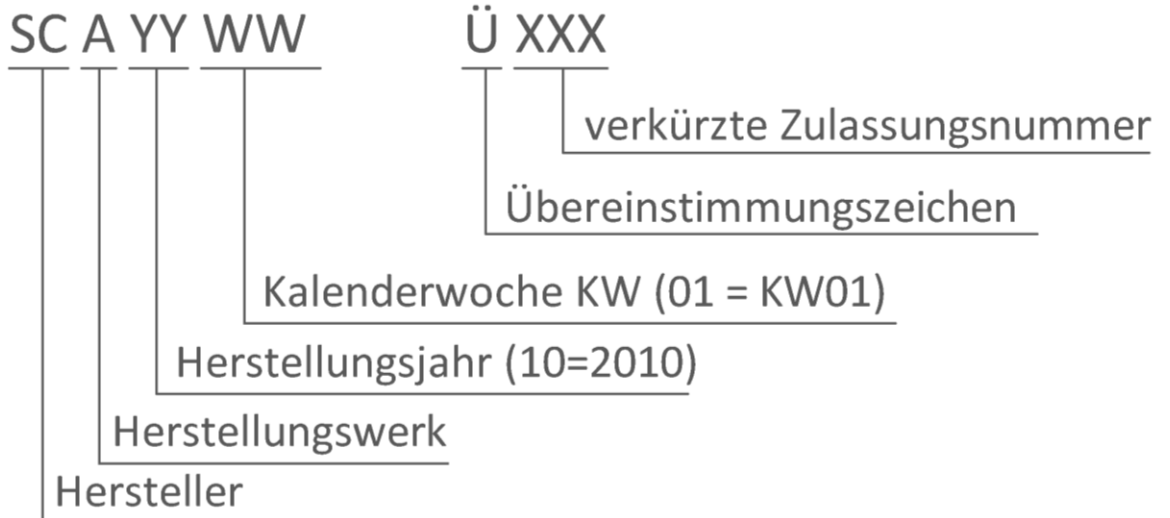 SC A YY WW Ü XXX
verkürzte Zulassungsnummer
Übereinstimmungszeichen
Kalenderwoche KW (01 = KW01)
Herstellungsjahr (10=2010)
Herstellungswerk
Hersteller